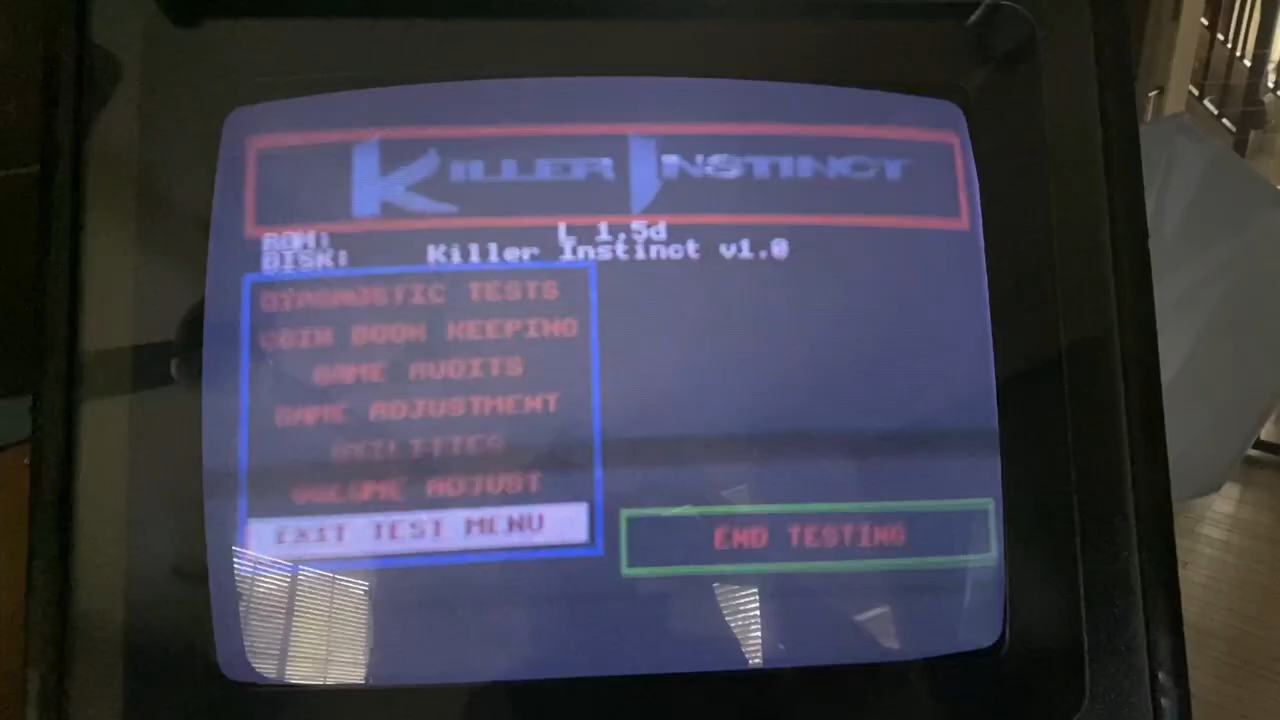 KILLER INSTINCT
ROM: L 1.5d
DISK: Killer Instinct v1.0
DIAGNOSTIC TESTS
COIN BOOK KEEPING
GAME AUDITS
GAME ADJUSTMENT
UTILITIES
VOLUME ADJUST
EXIT TEST MENU
END TESTING